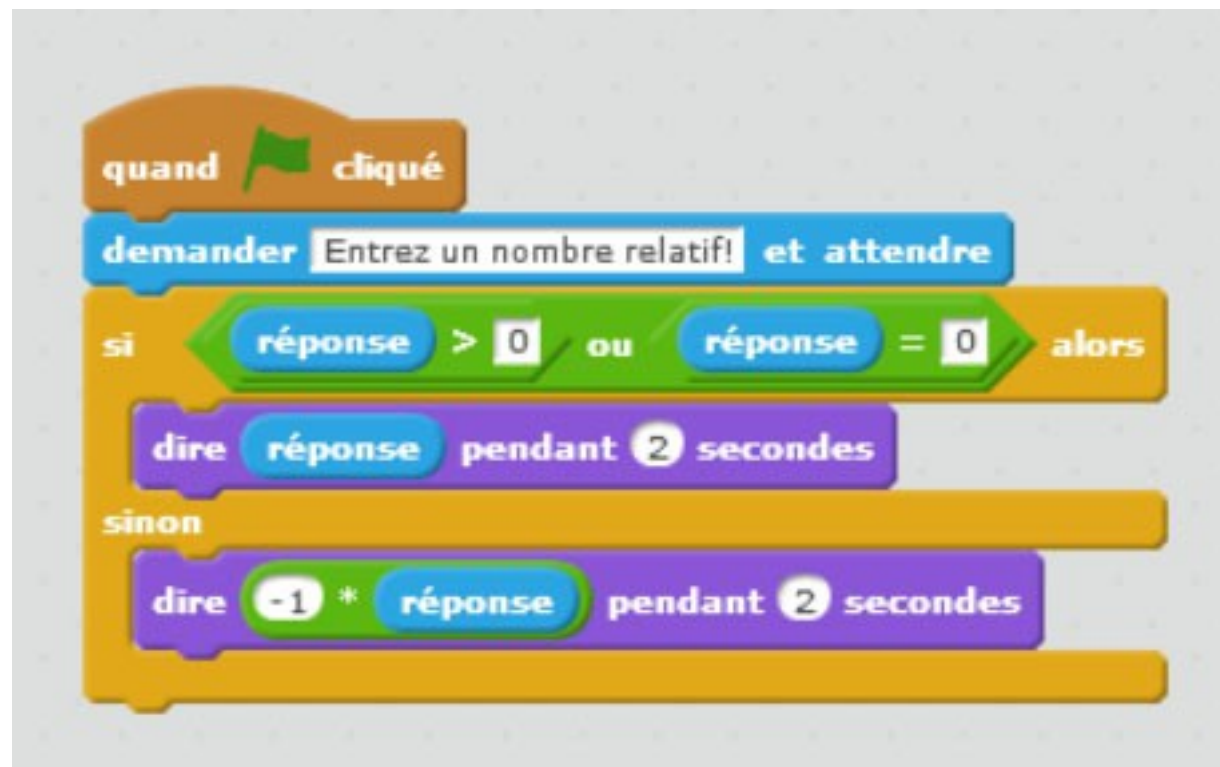 quand cliqué
demander Entrez un nombre relatif! et attendre
si réponse > 0 ou réponse = 0 alors
dire réponse pendant 2 secondes
sinon
dire -1 * réponse pendant 2 secondes